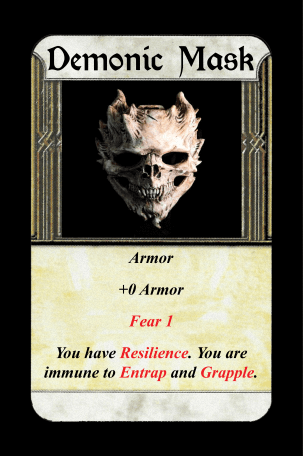 Demonic Mask
Armor
+0 Armor
Fear 1
You have Resilience. You are
immune to Entrap and Grapple.